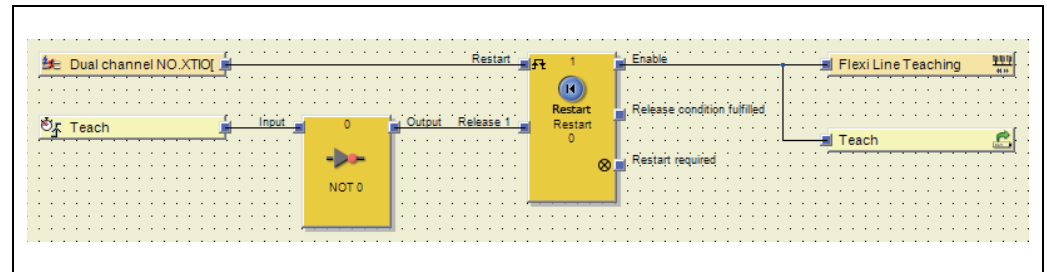 Dual channel NO.XTIO[
Restart
1
Enable
Flexi Line Teaching
Restart
Release condition fulfilled
Teach
Input
0
Output
Release 1
Restart
0
Teach
Restart required
NOT 0